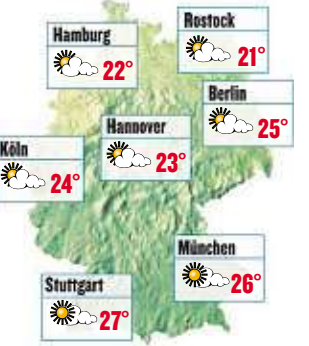 Rostock
21°
Hamburg
22°
Berlin
25°
Hannover
23°
Köln
24°
München
26°
Stuttgart
27°